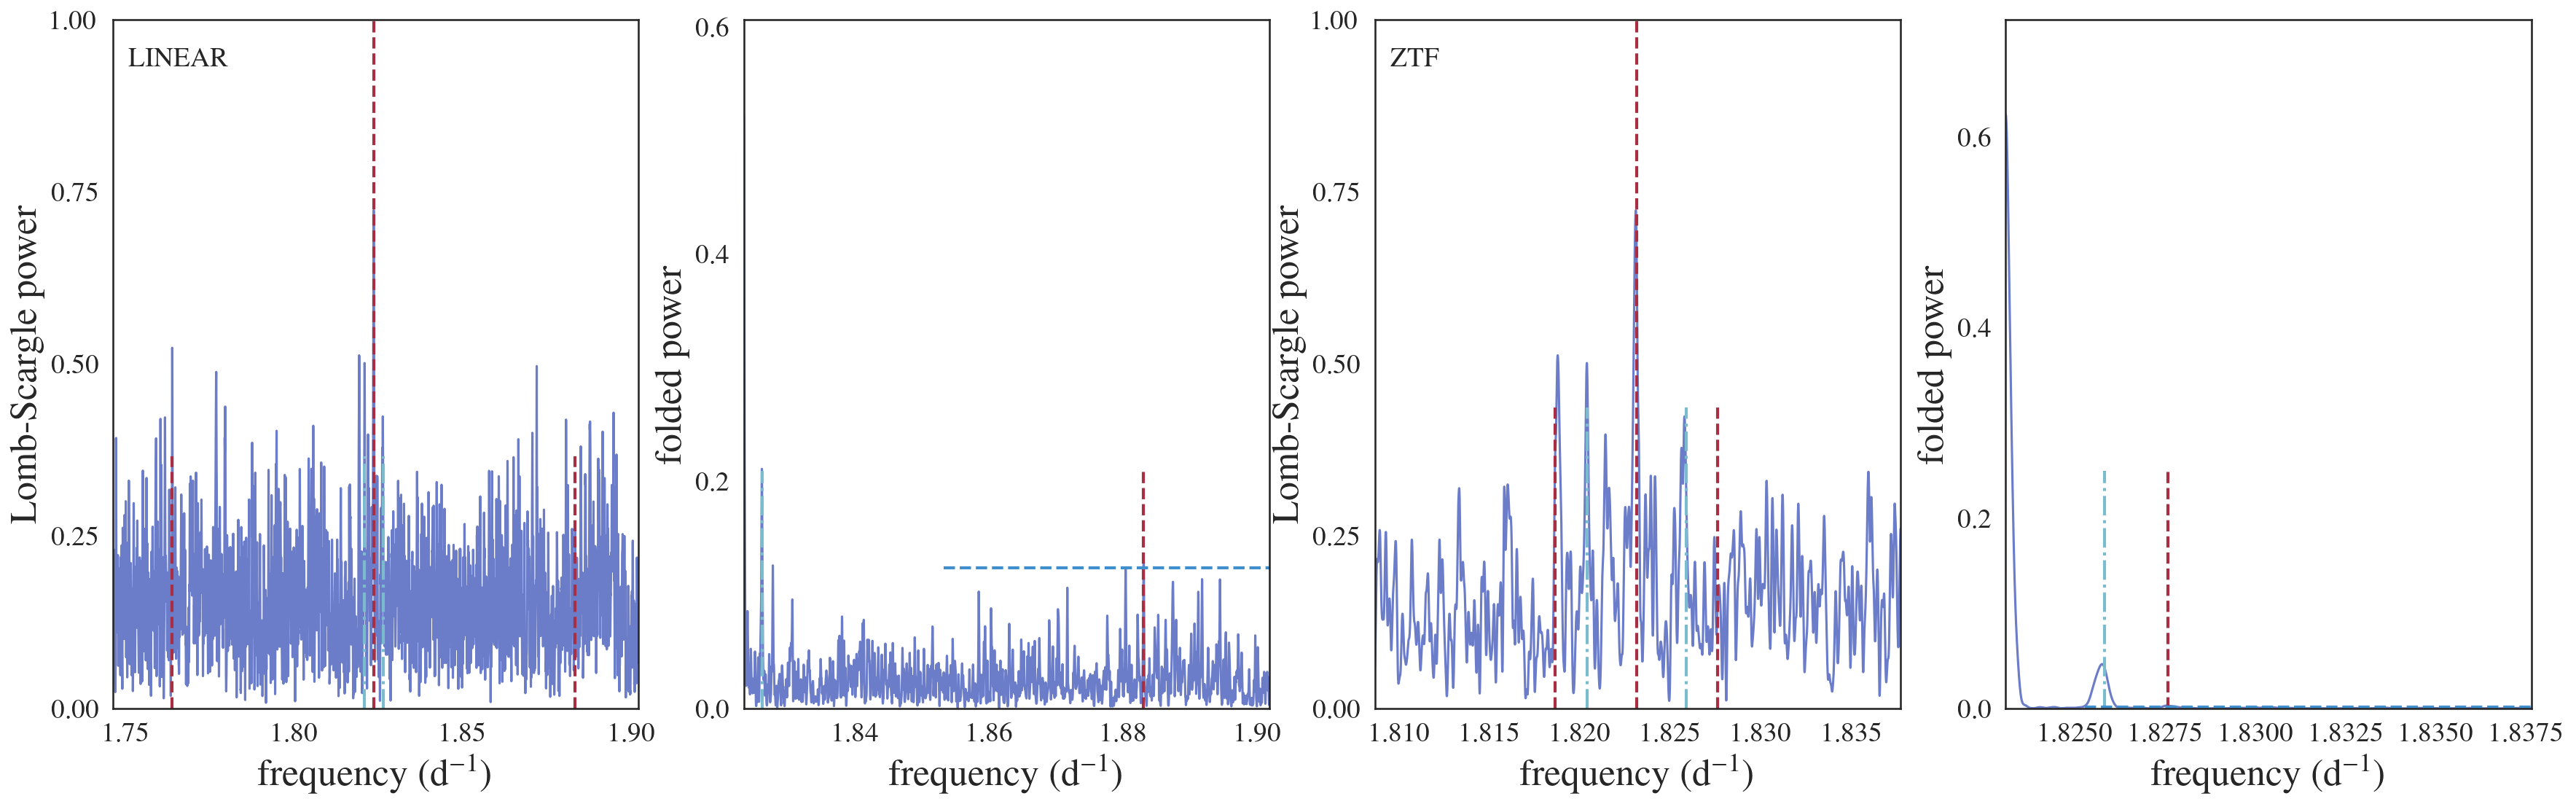 LINEAR
Lomb-Scargle power
1.00
0.75
0.50
0.25
0.00
1.75 1.80 1.85 1.90
frequency (d⁻¹)
folded power
0.6
0.4
0.2
0.0
1.84 1.86 1.88 1.90
frequency (d⁻¹)
ZTF
Lomb-Scargle power
1.00
0.75
0.50
0.25
0.00
1.810 1.815 1.820 1.825 1.830 1.835
frequency (d⁻¹)
folded power
0.6
0.4
0.2
0.0
1.8250 1.8275 1.8300 1.8325 1.8350 1.8375
frequency (d⁻¹)